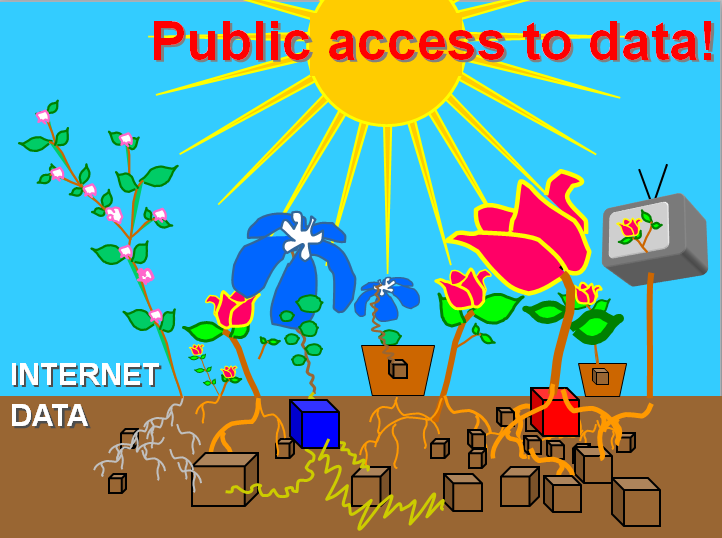 Public access to data!
INTERNET
DATA